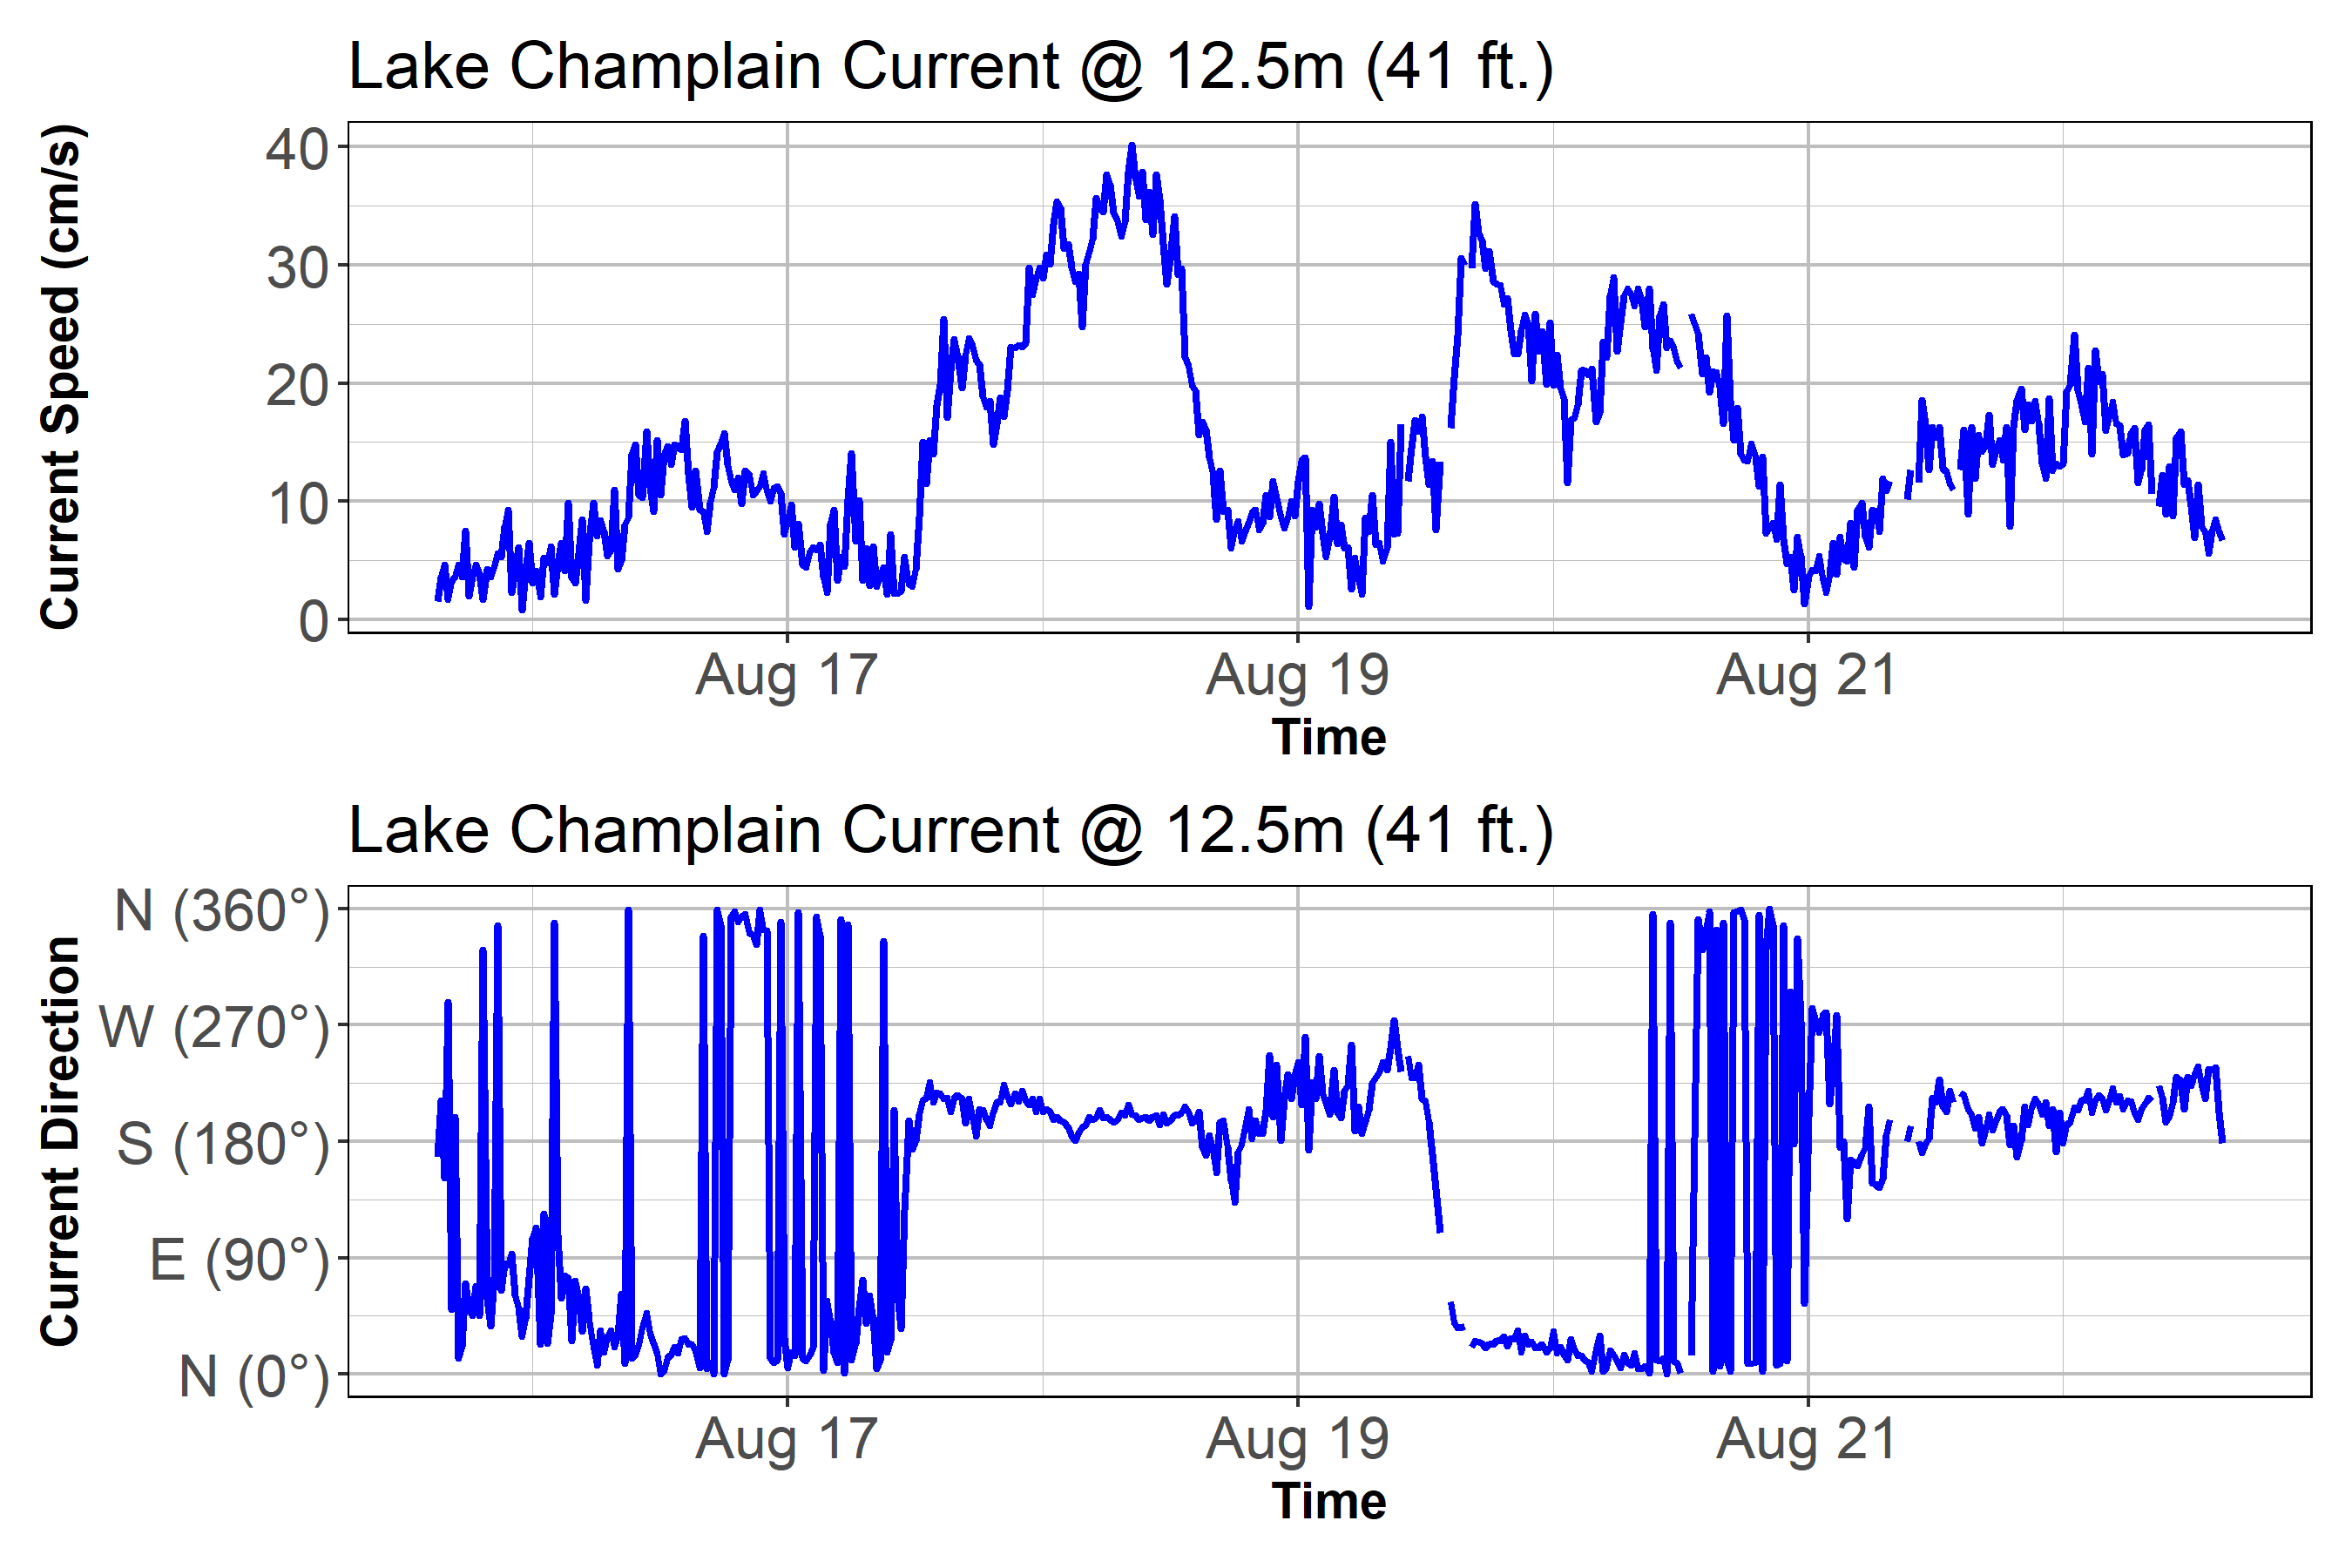 Lake Champlain Current @ 12.5m (41 ft.)
Current Speed (cm/s)
40
30
20
10
0
Aug 17
Aug 19
Aug 21
Time
Lake Champlain Current @ 12.5m (41 ft.)
Current Direction
N (360°)
W (270°)
S (180°)
E (90°)
N (0°)
Aug 17
Aug 19
Aug 21
Time